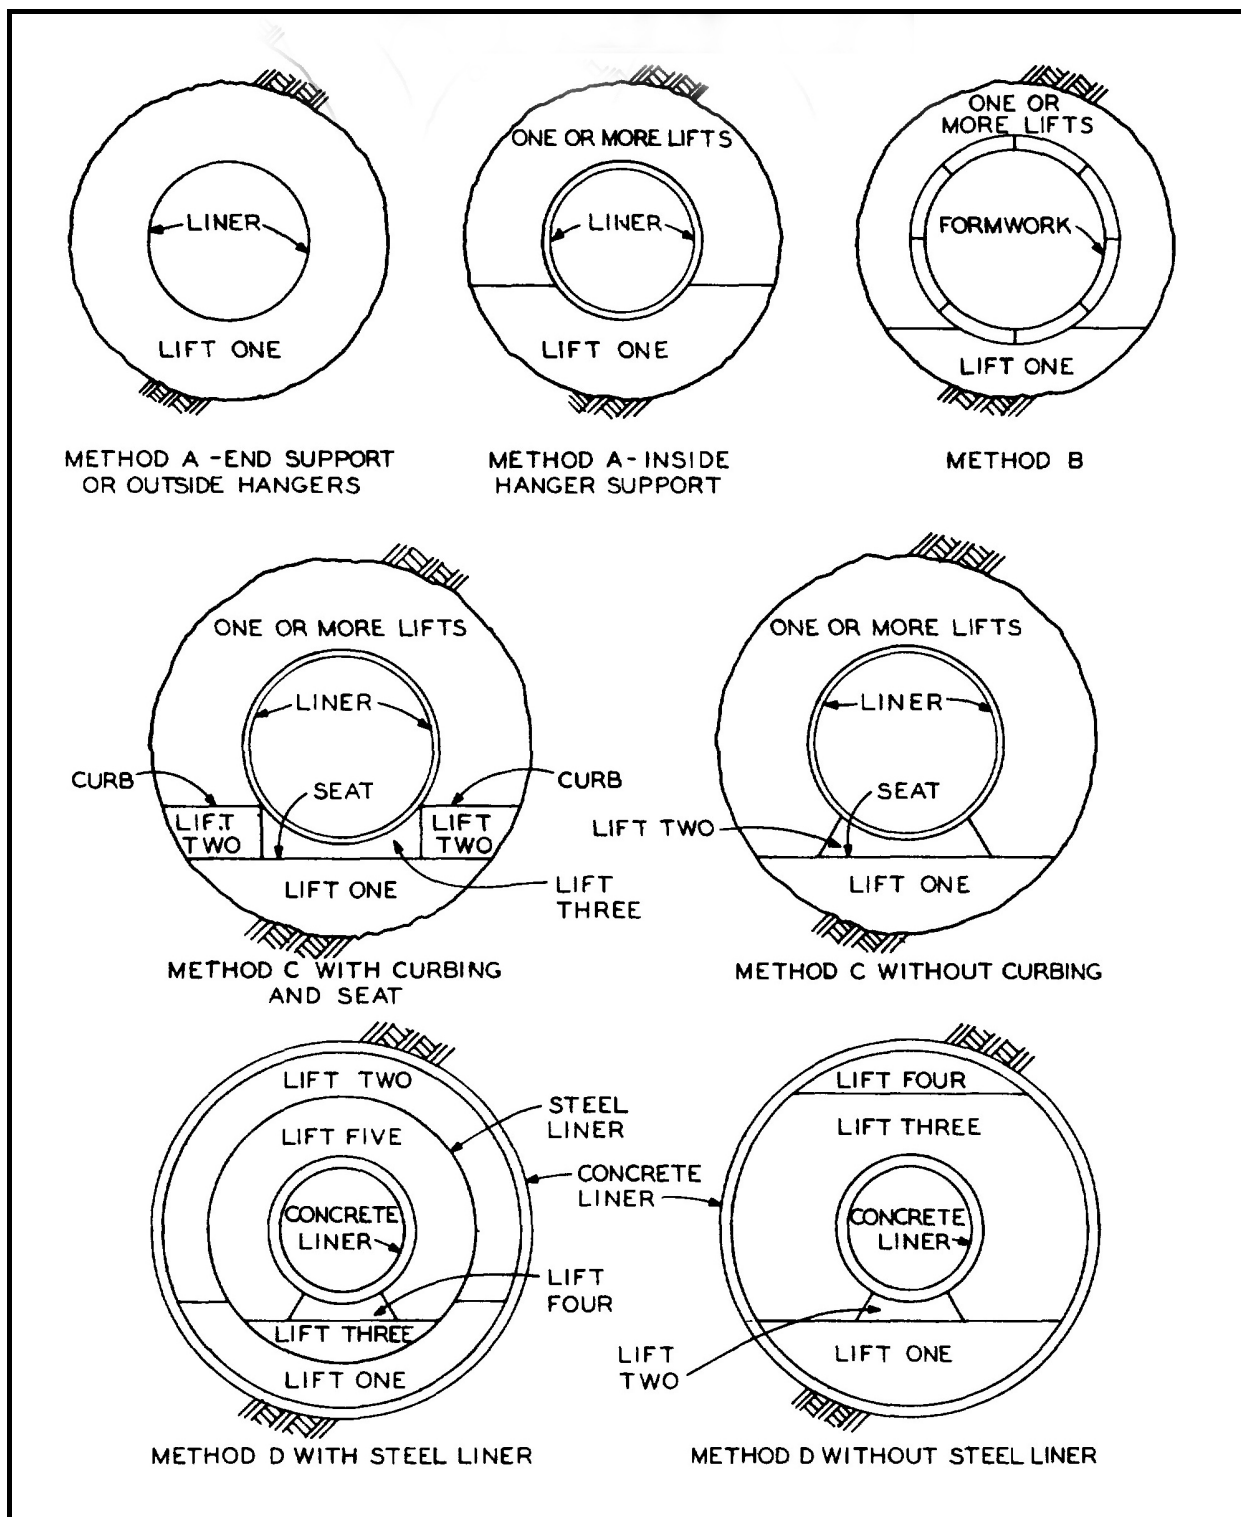 LINER
LIFT ONE
METHOD A - END SUPPORT
OR OUTSIDE HANGERS
ONE OR MORE LIFTS
LINER
LIFT ONE
METHOD A - INSIDE
HANGER SUPPORT
ONE OR
MORE LIFTS
FORMWORK
LIFT ONE
METHOD B
ONE OR MORE LIFTS
LINER
CURB
SEAT
CURB
LIFT
TWO
LIFT
TWO
LIFT ONE
LIFT
THREE
METHOD C WITH CURBING
AND SEAT
ONE OR MORE LIFTS
LINER
SEAT
LIFT TWO
LIFT ONE
METHOD C WITHOUT CURBING
LIFT TWO
STEEL
LINER
LIFT FIVE
CONCRETE
LINER
CONCRETE
LINER
LIFT
FOUR
LIFT THREE
LIFT ONE
METHOD D WITH STEEL LINER
LIFT FOUR
LIFT THREE
CONCRETE
LINER
LIFT
TWO
LIFT ONE
METHOD D WITHOUT STEEL LINER